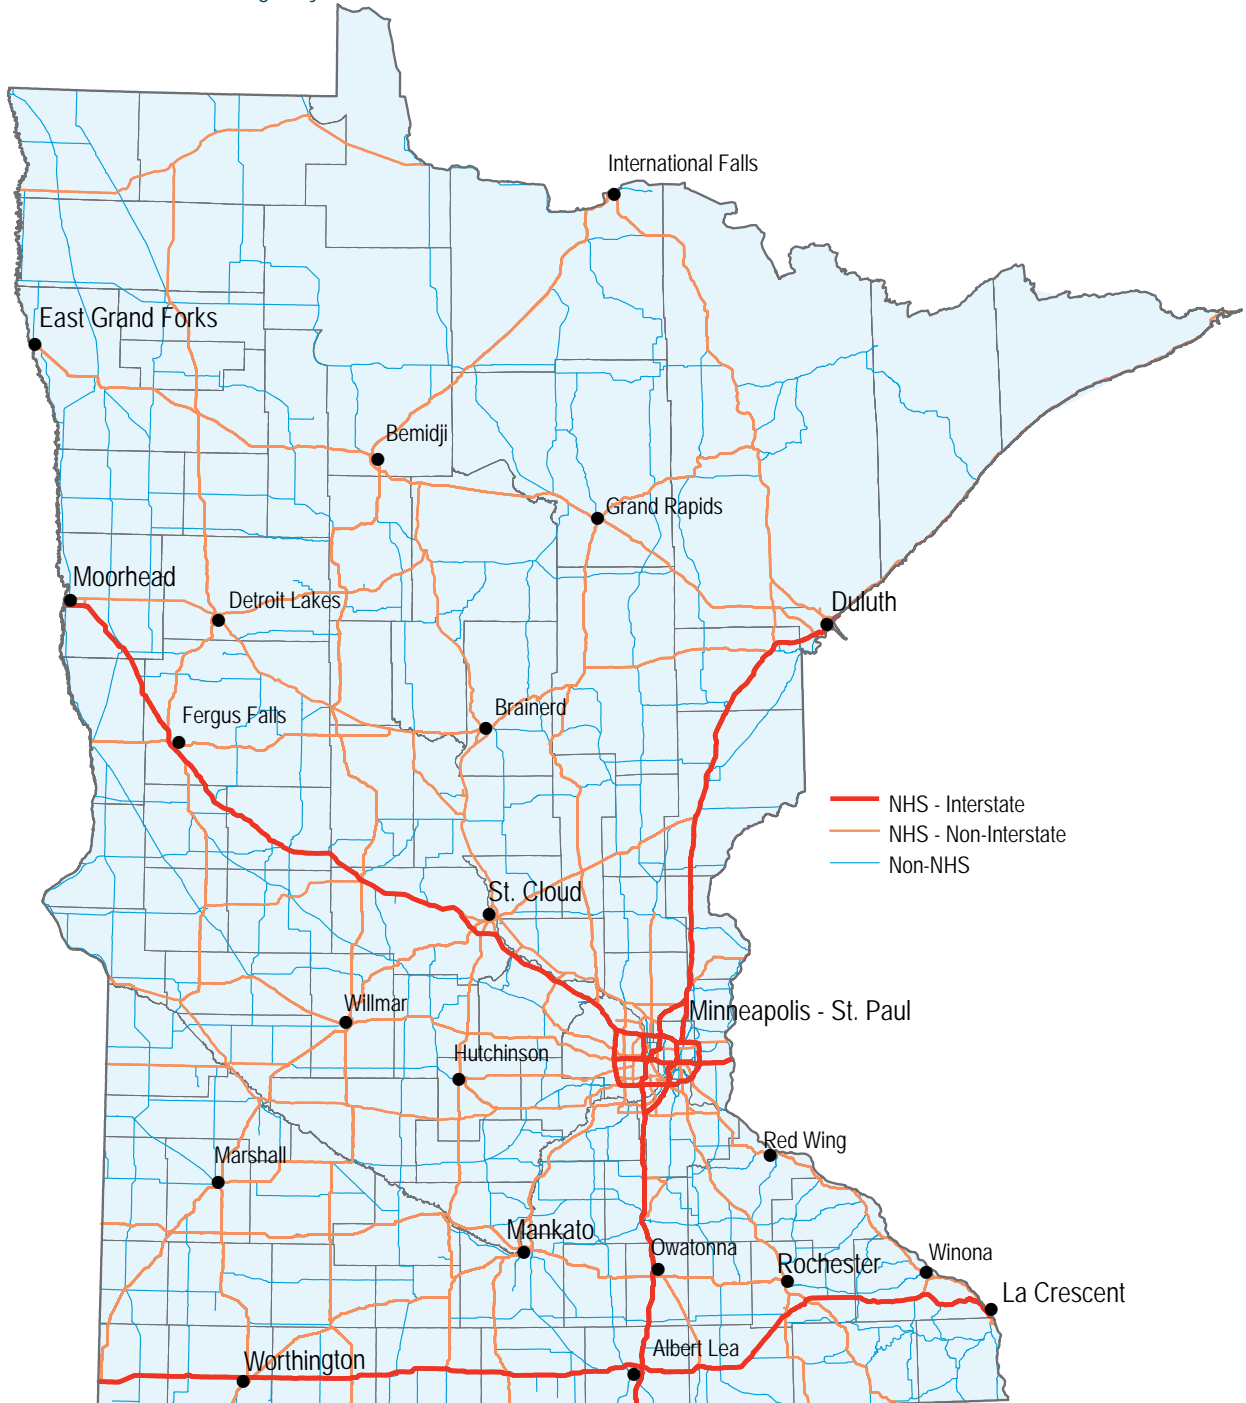 International Falls
East Grand Forks
Bemidji
Grand Rapids
Moorhead
Detroit Lakes
Duluth
Fergus Falls
Brainerd
NHS - Interstate
NHS - Non-Interstate
Non-NHS
St. Cloud
Willmar
Minneapolis - St. Paul
Hutchinson
Marshall
Red Wing
Mankato
Owatonna
Rochester
Winona
La Crescent
Albert Lea
Worthington